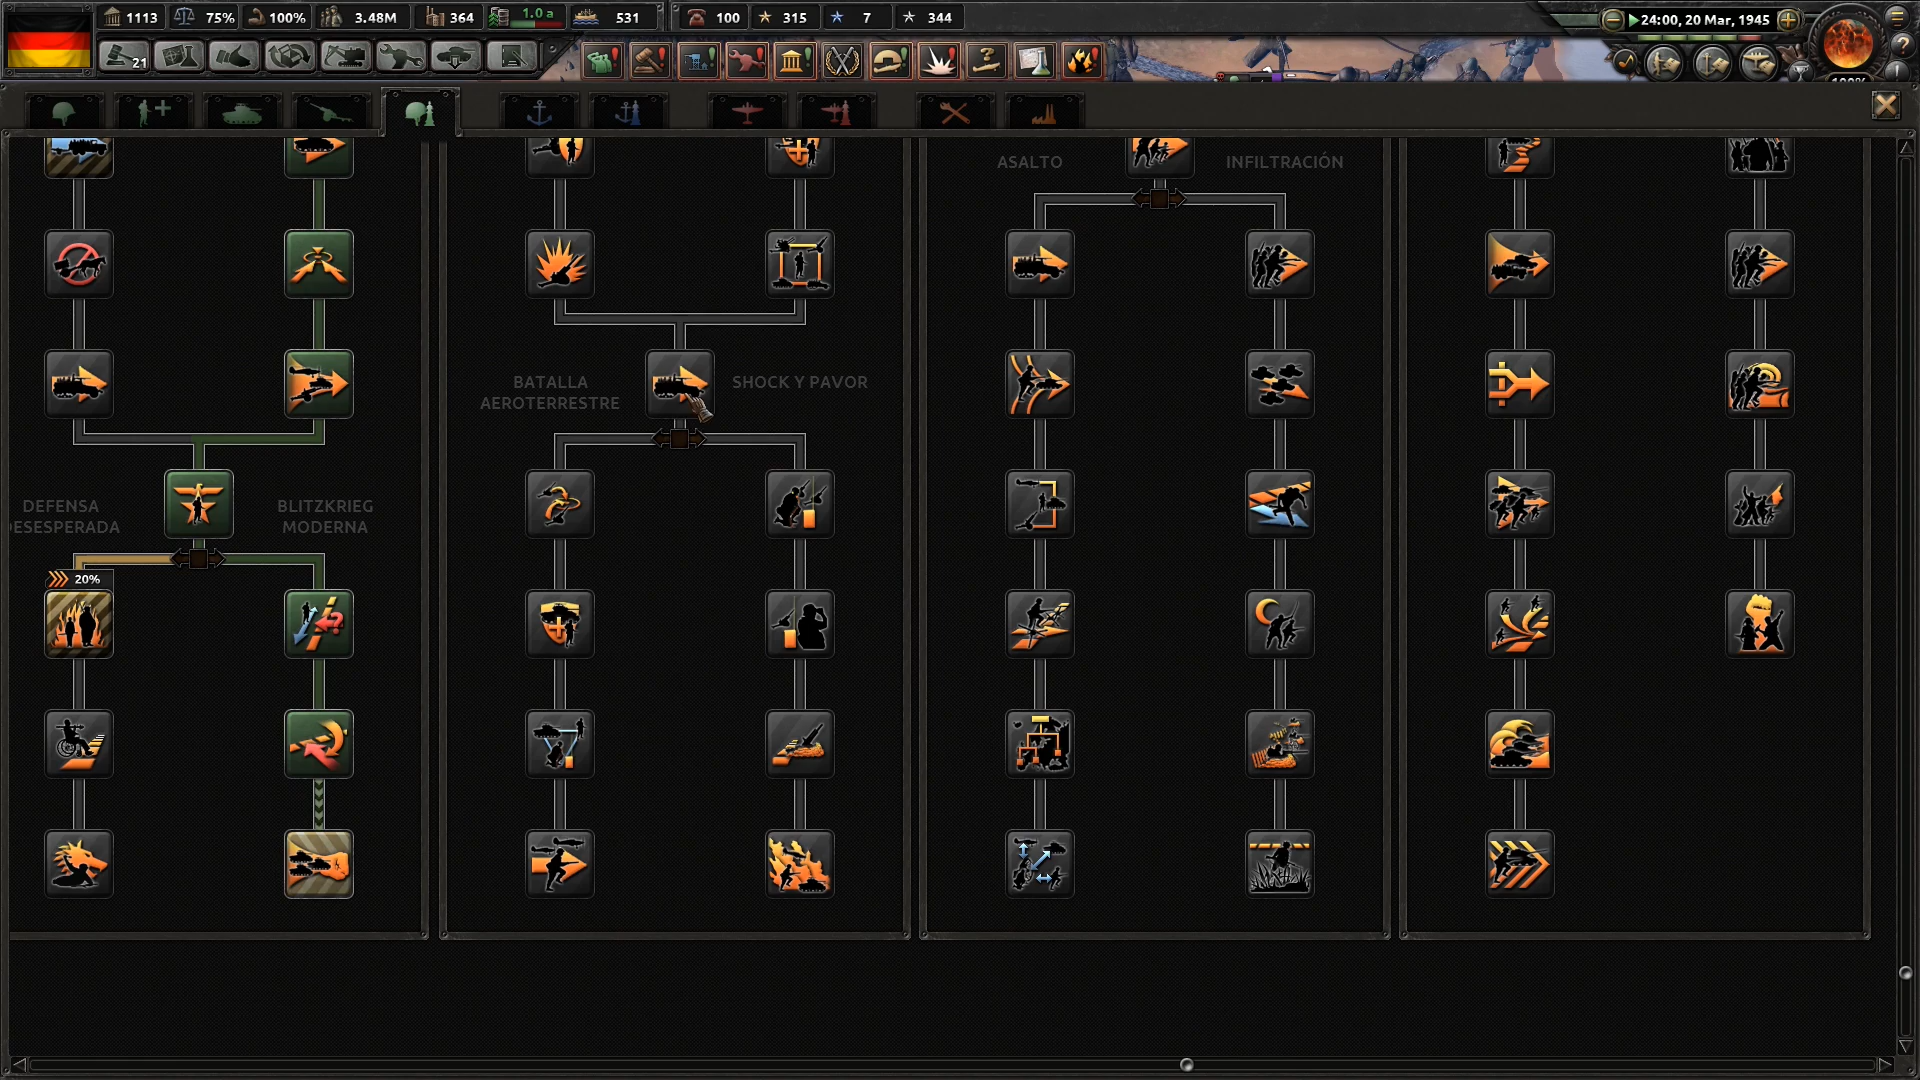 1113
75%
100%
3.48M
364
1.0 a
531
100
315
7
344
24:00, 20 Mar, 1945
21
ASALTO
INFILTRACIÓN
BATALLA
AEROTERRESTRE
SHOCK Y PAVOR
DEFENSA
DESESPERADA
BLITZKRIEG
MODERNA
20%